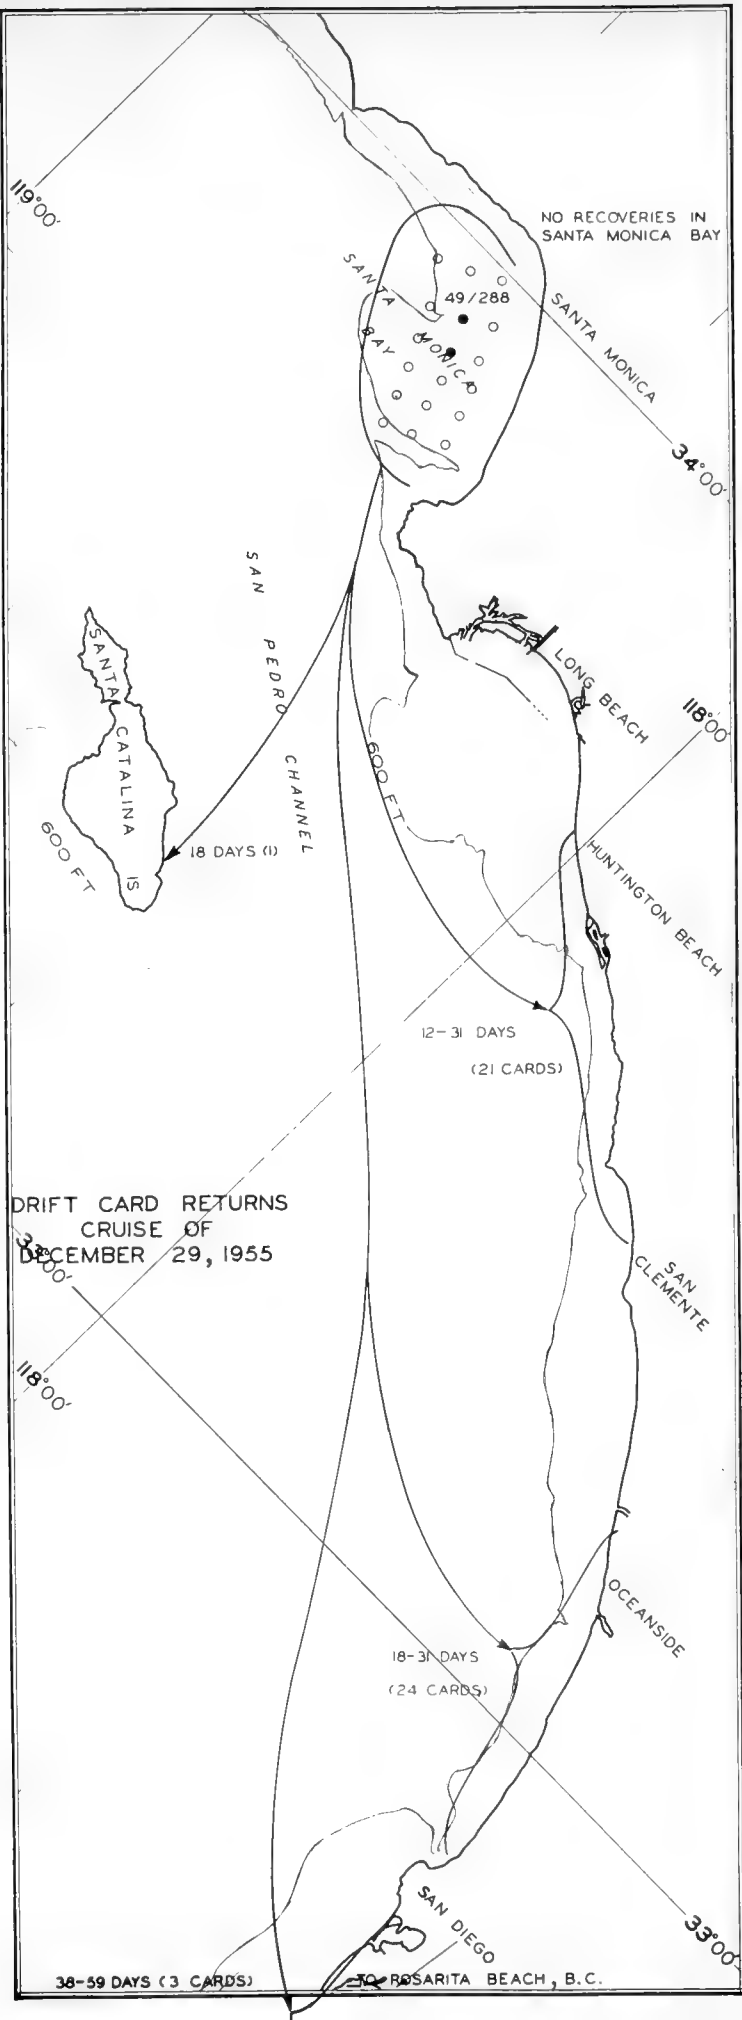 119°00'
NO RECOVERIES IN
SANTA MONICA BAY
SANTA
MONICA
BAY
49/288
SANTA MONICA
34°00'
SAN PEDRO CHANNEL
SANTA
CATALINA
IS
600 FT
18 DAYS (1)
LONG BEACH
118°00'
600 FT
HUNTINGTON BEACH
12-31 DAYS
(21 CARDS)
DRIFT CARD RETURNS
CRUISE OF
DECEMBER 29, 1955
33°00'
118°00'
SAN
CLEMENTE
OCEANSIDE
18-31 DAYS
(24 CARDS)
SAN DIEGO
33°00'
38-59 DAYS (3 CARDS)
TO ROSARITA BEACH, B.C.